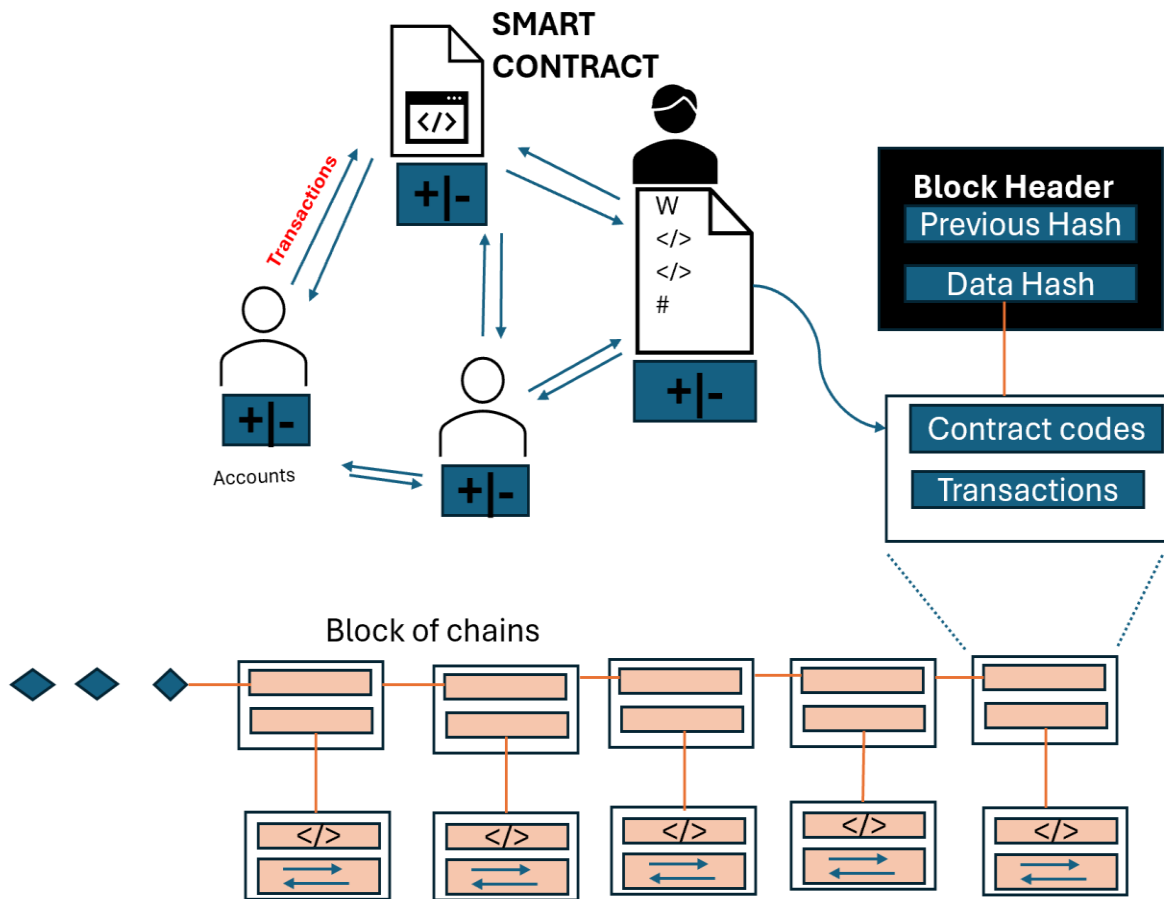 SMART
CONTRACT
</>
+|-
Transactions
W
</>
</>
#
+|-
Block Header
Previous Hash
Data Hash
+|-
Accounts
+|-
Contract codes
Transactions
Block of chains
</>
</>
</>
</>
</>